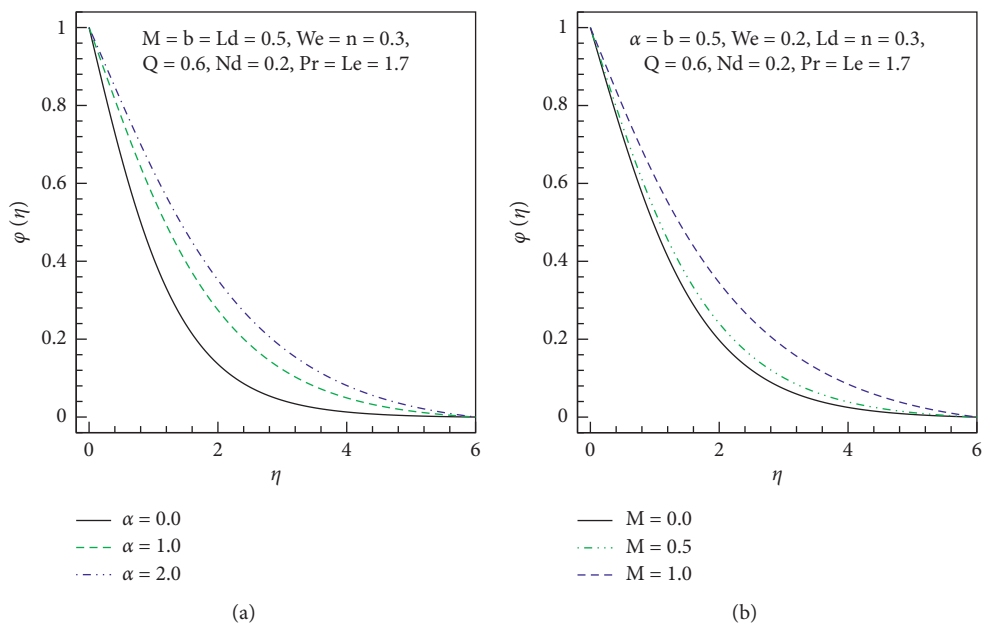 M = b = Ld = 0.5, We = n = 0.3,
Q = 0.6, Nd = 0.2, Pr = Le = 1.7
1
0.8
0.6
0.4
0.2
0
φ (η)
0 2 4 6
η
α = 0.0
α = 1.0
α = 2.0
(a)
α = b = 0.5, We = 0.2, Ld = n = 0.3,
Q = 0.6, Nd = 0.2, Pr = Le = 1.7
1
0.8
0.6
0.4
0.2
0
φ (η)
0 2 4 6
η
M = 0.0
M = 0.5
M = 1.0
(b)